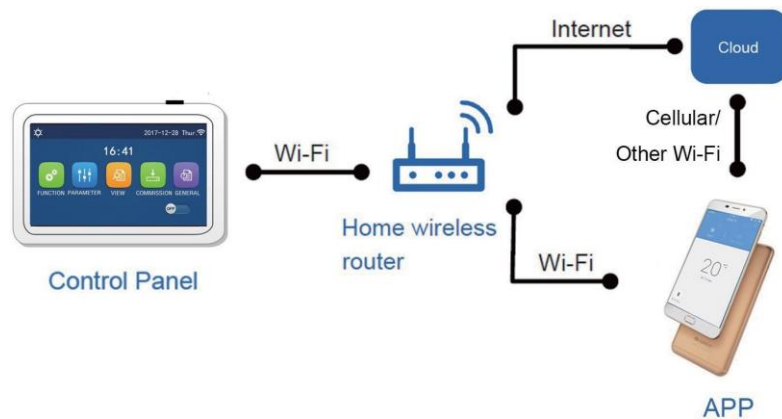 Internet
Cloud
2017-12-28 Thur.
16:41
Wi-Fi
Cellular/
Other Wi-Fi
FUNCTION PARAMETER VIEW COMMISSION GENERAL
OFF
Home wireless
router
Control Panel
Wi-Fi
20°
APP